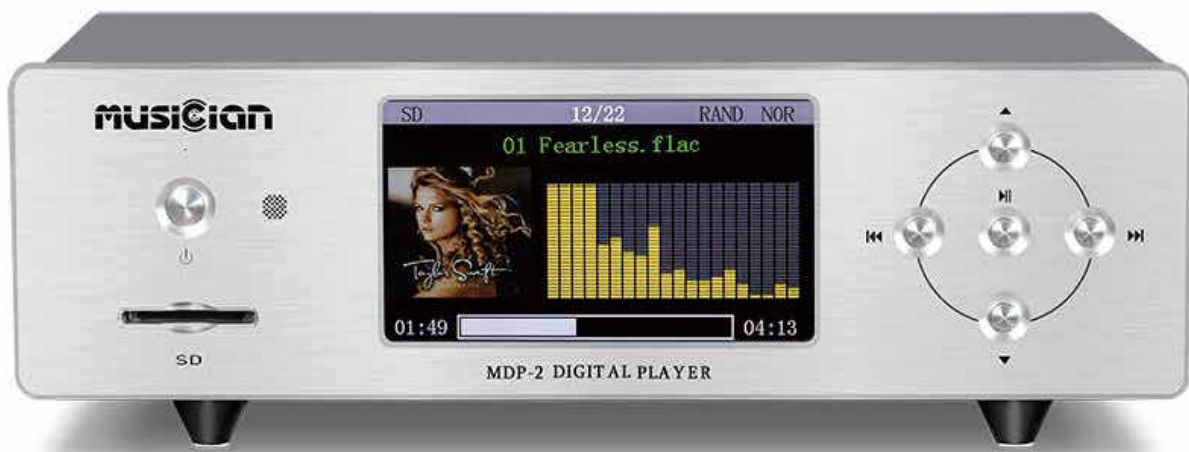 musician
SD 12/22 RAND NOR
01 Fearless.flac
Taylor Swift
01:49 04:13
SD
MDP-2 DIGITAL PLAYER